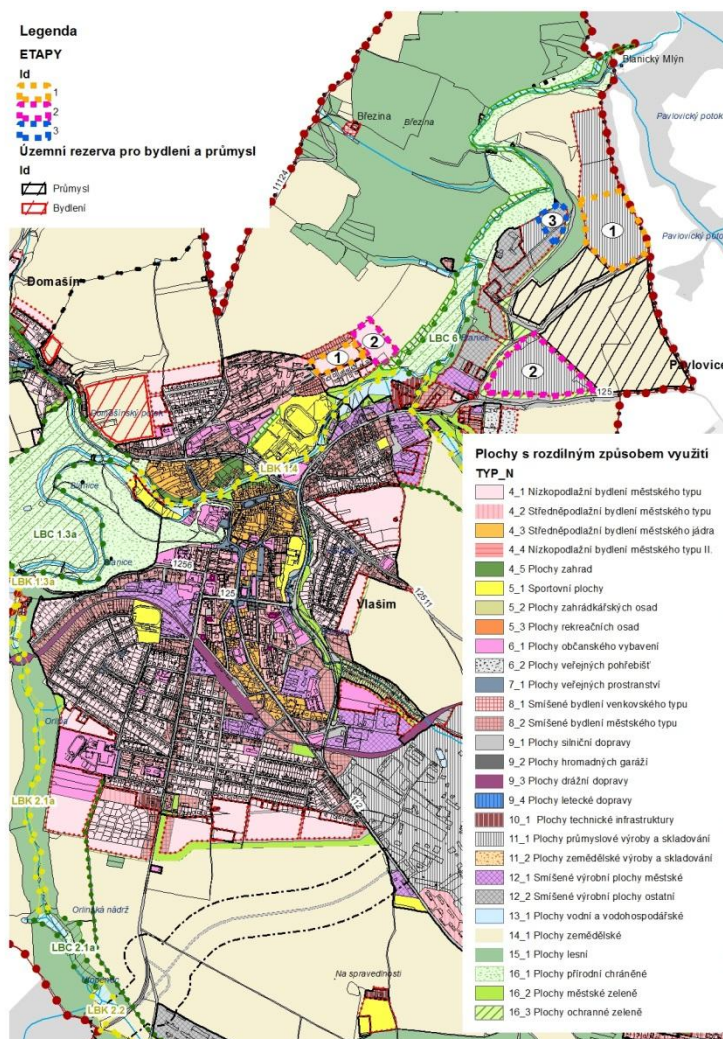 Legenda
ETAPY
Id
1
2
3
Územní rezerva pro bydlení a průmysl
Id
Průmysl
Bydlení
Blanický Mlýn
Březina
Březina
Pavlovický potok
11124
3
1
Pavlovický potok
Domašín
LBC 6
Blanice
2
1
2
Pavlovice
125
Domašínský potok
LBK 1.4
Blanice
LBC 1.3a
Blanice
1256
125
LBK 1.3a
Vlašim
12511
Orlina
LBK 2.1a
112
Orlinská nádrž
LBC 2.1a
Na spravedlnosti
LBK 2.2
Plochy s rozdilným způsobem využití
TYP_N
4_1 Nízkopodlažní bydlení městského typu
4_2 Středněpodlažní bydlení městského typu
4_3 Středněpodlažní bydlení městského jádra
4_4 Nízkopodlažní bydlení městského typu II.
4_5 Plochy zahrad
5_1 Sportovní plochy
5_2 Plochy zahrádkářských osad
5_3 Plochy rekreačních osad
6_1 Plochy občanského vybavení
6_2 Plochy veřejných pohřebišť
7_1 Plochy veřejných prostranství
8_1 Smíšené bydlení venkovského typu
8_2 Smíšené bydlení městského typu
9_1 Plochy silniční dopravy
9_2 Plochy hromadných garáží
9_3 Plochy drážní dopravy
9_4 Plochy letecké dopravy
10_1 Plochy technické infrastruktury
11_1 Plochy průmyslové výroby a skladování
11_2 Plochy zemědělské výroby a skladování
12_1 Smíšené výrobní plochy městské
12_2 Smíšené výrobní plochy ostatní
13_1 Plochy vodní a vodohospodářské
14_1 Plochy zemědělské
15_1 Plochy lesní
16_1 Plochy přírodní chráněné
16_2 Plochy městské zeleně
16_3 Plochy ochranné zeleně